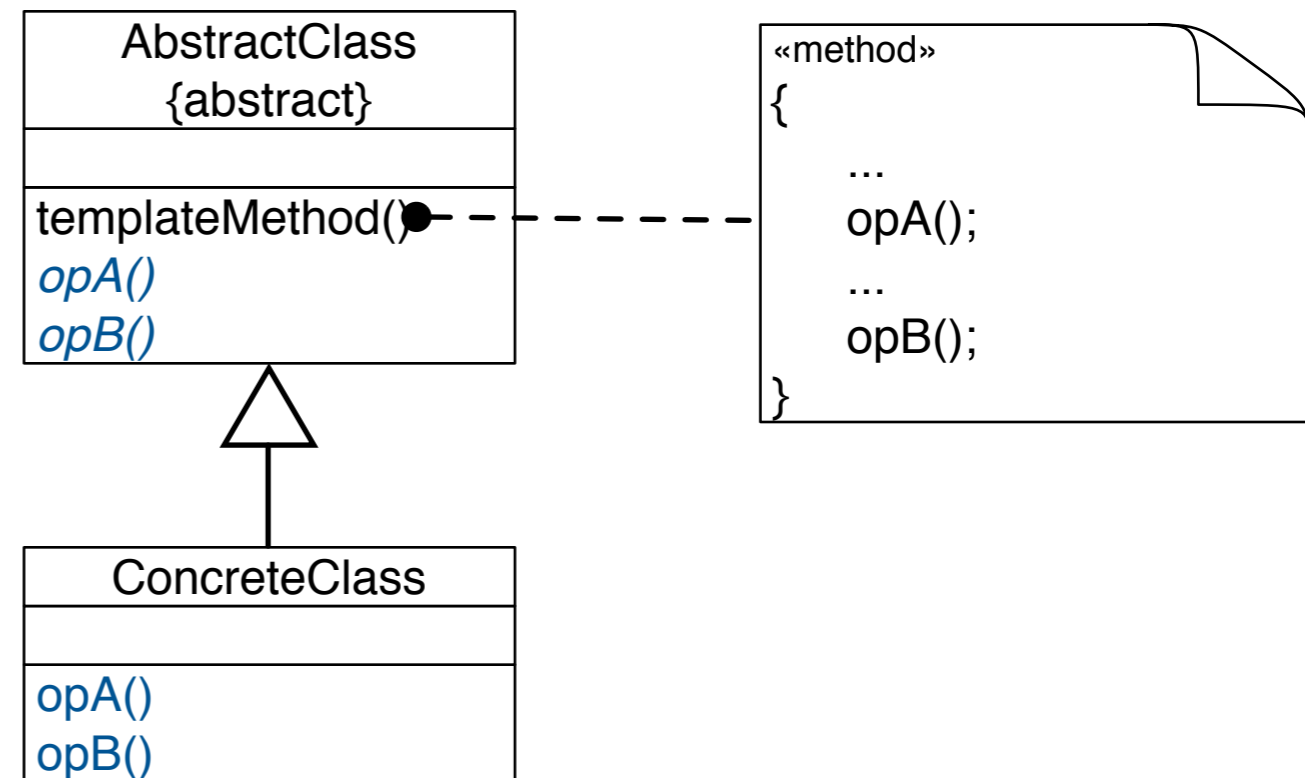 AbstractClass
{abstract}
templateMethod()
opA()
opB()
«method»
{
...
opA();
...
opB();
}
ConcreteClass
opA()
opB()